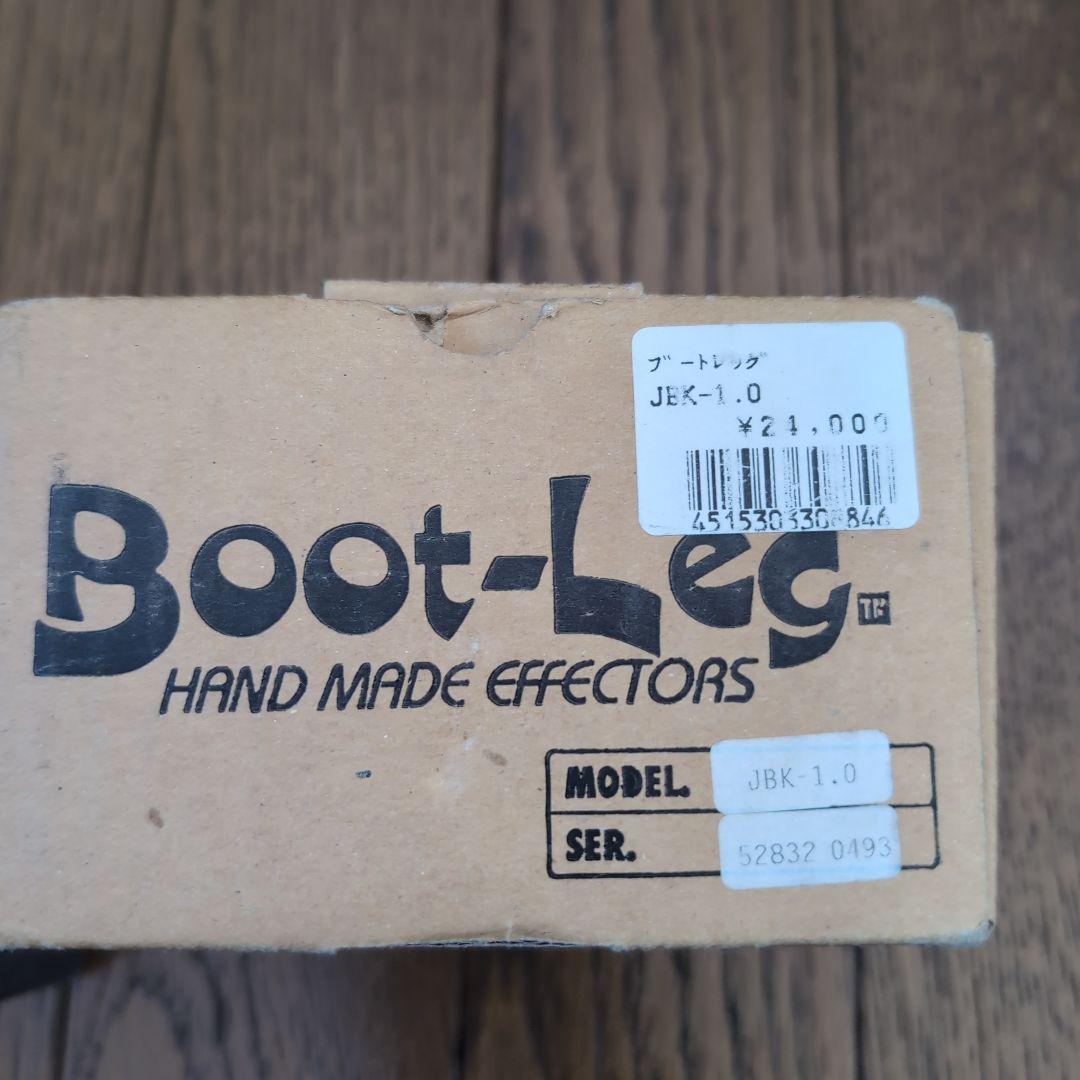 ブートレッグ
JBK-1.0
¥21,000
Boot-Leg TM
HAND MADE EFFECTORS
MODEL. JBK-1.0
SER. 52832 0493